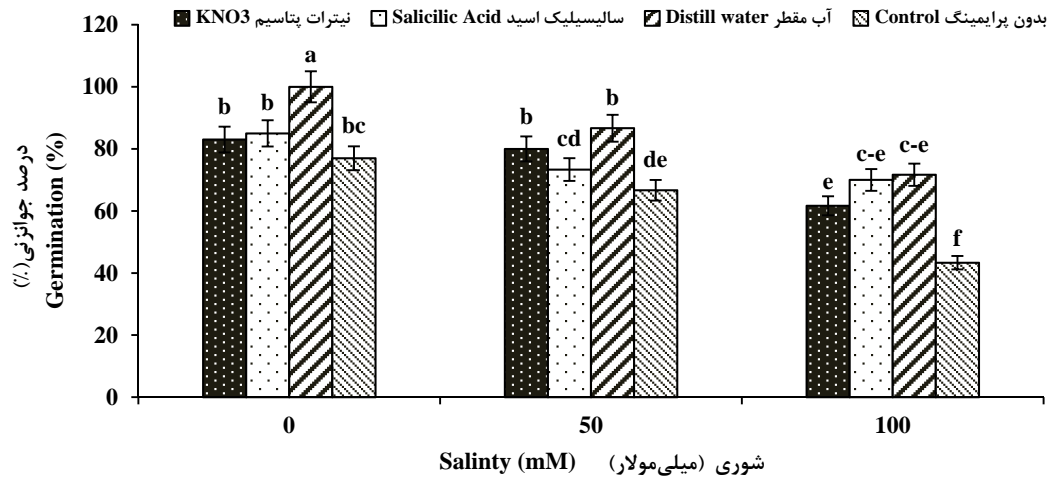 نیترات پتاسیم KNO3 سالیسیلیک اسید Salicilic Acid آب مقطر Distill water بدون پرایمینگ Control
120
100
80
60
40
20
0
درصد جوانزنی(٪)
Germination (%)
b b a bc
b cd b de
e c-e c-e f
0 50 100
Salinty (mM) شوری (میلی‌مولار)